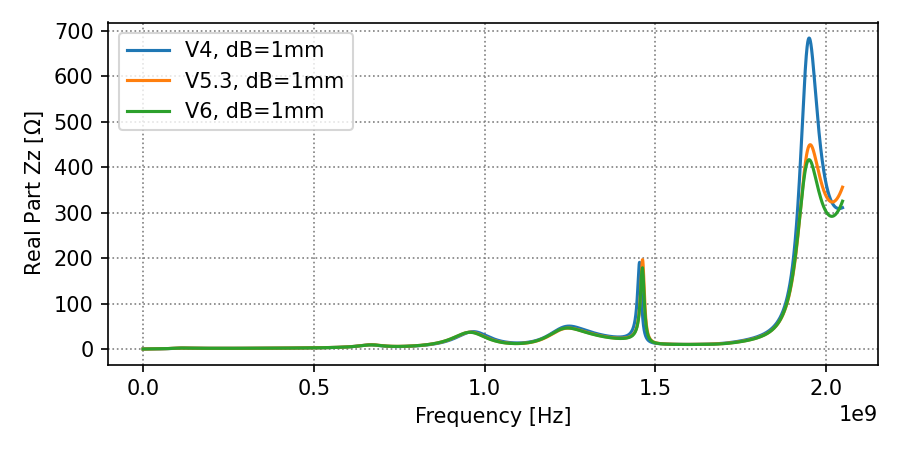 V4, dB=1mm
V5.3, dB=1mm
V6, dB=1mm
Real Part Zz [Ω]
700
600
500
400
300
200
100
0
0.0 0.5 1.0 1.5 2.0
1e9
Frequency [Hz]